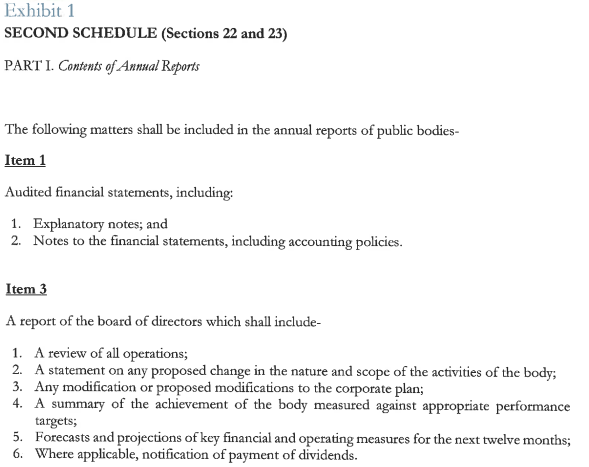 Exhibit 1
SECOND SCHEDULE (Sections 22 and 23)
PART I. Contents of Annual Reports
The following matters shall be included in the annual reports of public bodies-
Item 1
Audited financial statements, including:
1. Explanatory notes; and
2. Notes to the financial statements, including accounting policies.
Item 3
A report of the board of directors which shall include-
1. A review of all operations;
2. A statement on any proposed change in the nature and scope of the activities of the body;
3. Any modification or proposed modifications to the corporate plan;
4. A summary of the achievement of the body measured against appropriate performance
targets;
5. Forecasts and projections of key financial and operating measures for the next twelve months;
6. Where applicable, notification of payment of dividends.